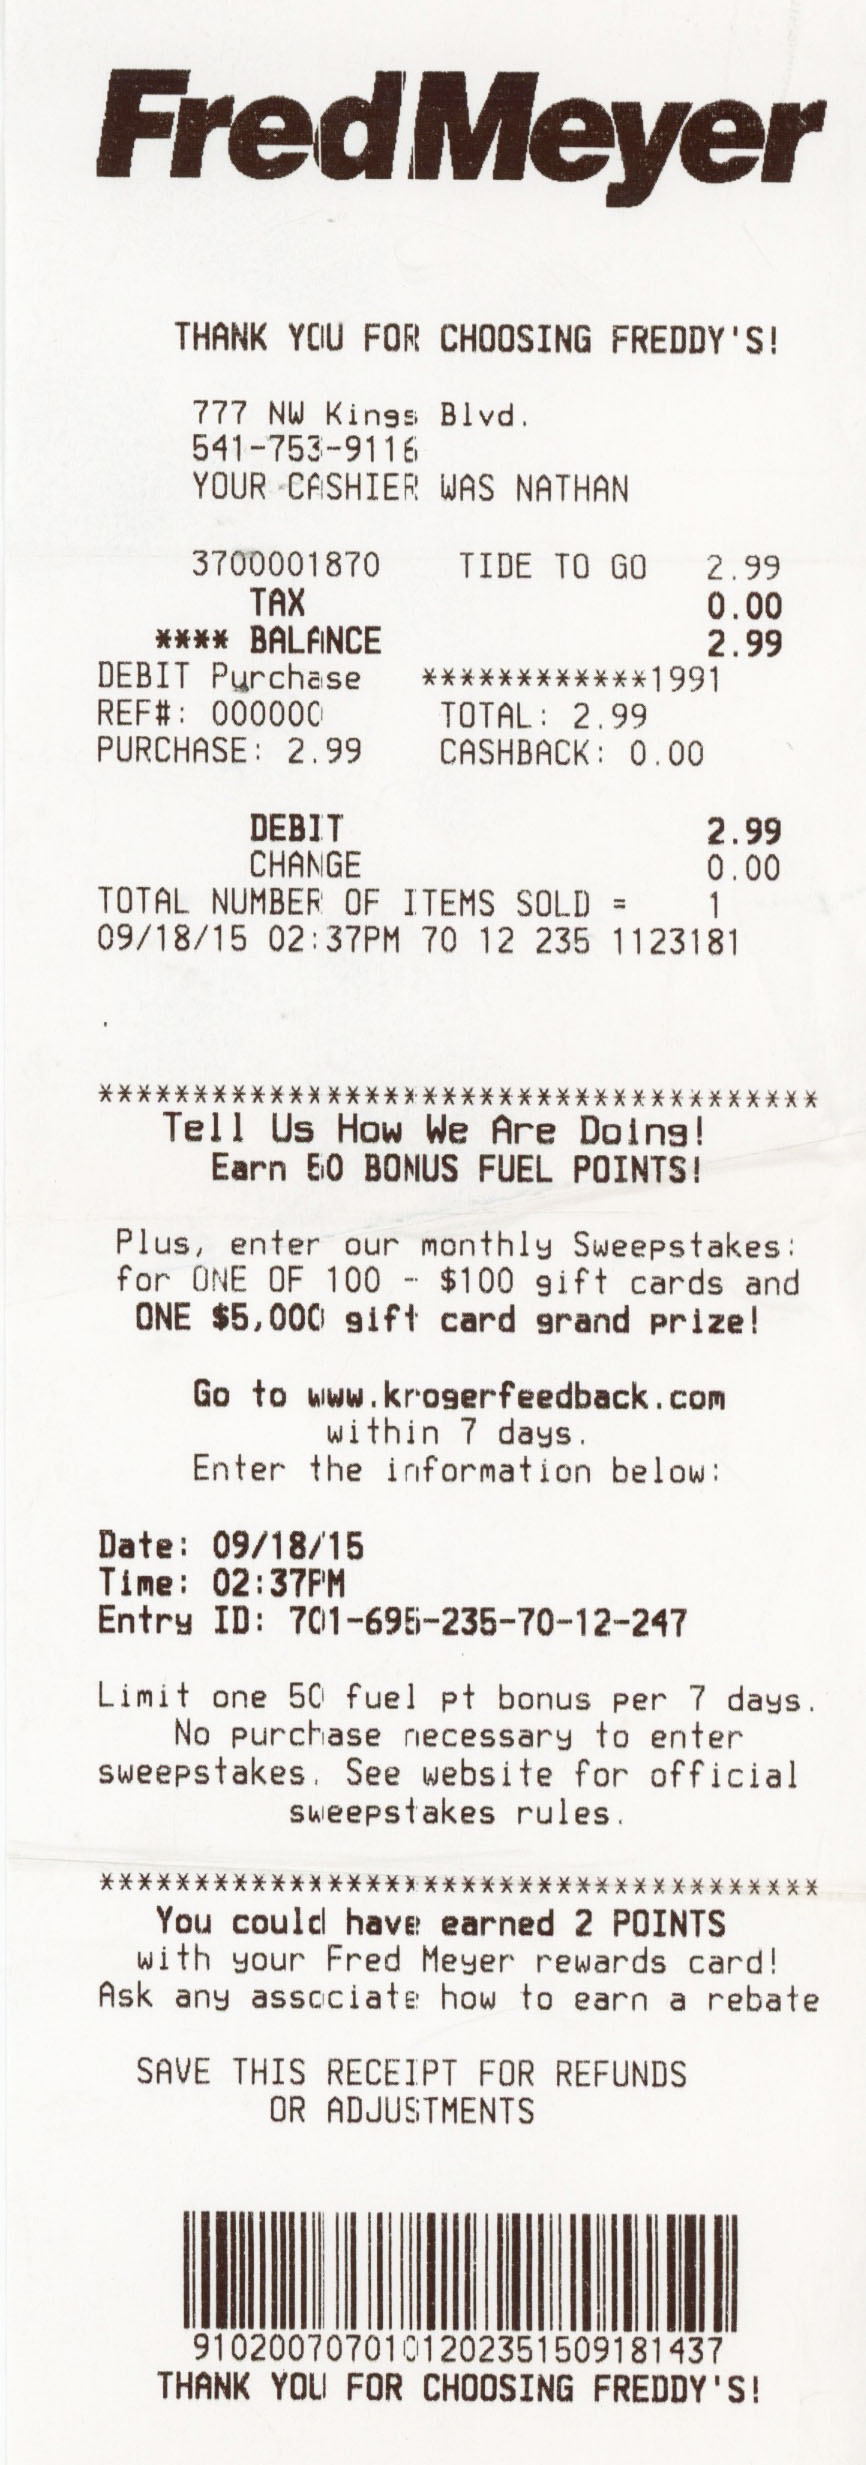 FredMeyer
THANK YOU FOR CHOOSING FREDDY'S!
777 NW Kings Blvd.
541-753-9116
YOUR CASHIER WAS NATHAN
3700001870 TIDE TO GO 2.99
TAX 0.00
**** BALANCE 2.99
DEBIT Purchase ************1991
REF#: 000000 TOTAL: 2.99
PURCHASE: 2.99 CASHBACK: 0.00
DEBIT 2.99
CHANGE 0.00
TOTAL NUMBER OF ITEMS SOLD = 1
09/18/15 02:37PM 70 12 235 1123181
**************************************
Tell Us How We Are Doing!
Earn 50 BONUS FUEL POINTS!
Plus, enter our monthly Sweepstakes:
for ONE OF 100 - $100 gift cards and
ONE $5,000 gift card grand prize!
Go to www.krogerfeedback.com
within 7 days.
Enter the information below:
Date: 09/18/15
Time: 02:37PM
Entry ID: 701-695-235-70-12-247
Limit one 50 fuel pt bonus per 7 days.
No purchase necessary to enter
sweepstakes. See website for official
sweepstakes rules.
**************************************
You could have earned 2 POINTS
with your Fred Meyer rewards card!
Ask any associate how to earn a rebate
SAVE THIS RECEIPT FOR REFUNDS
OR ADJUSTMENTS
9102007070101202351509181437
THANK YOU FOR CHOOSING FREDDY'S!